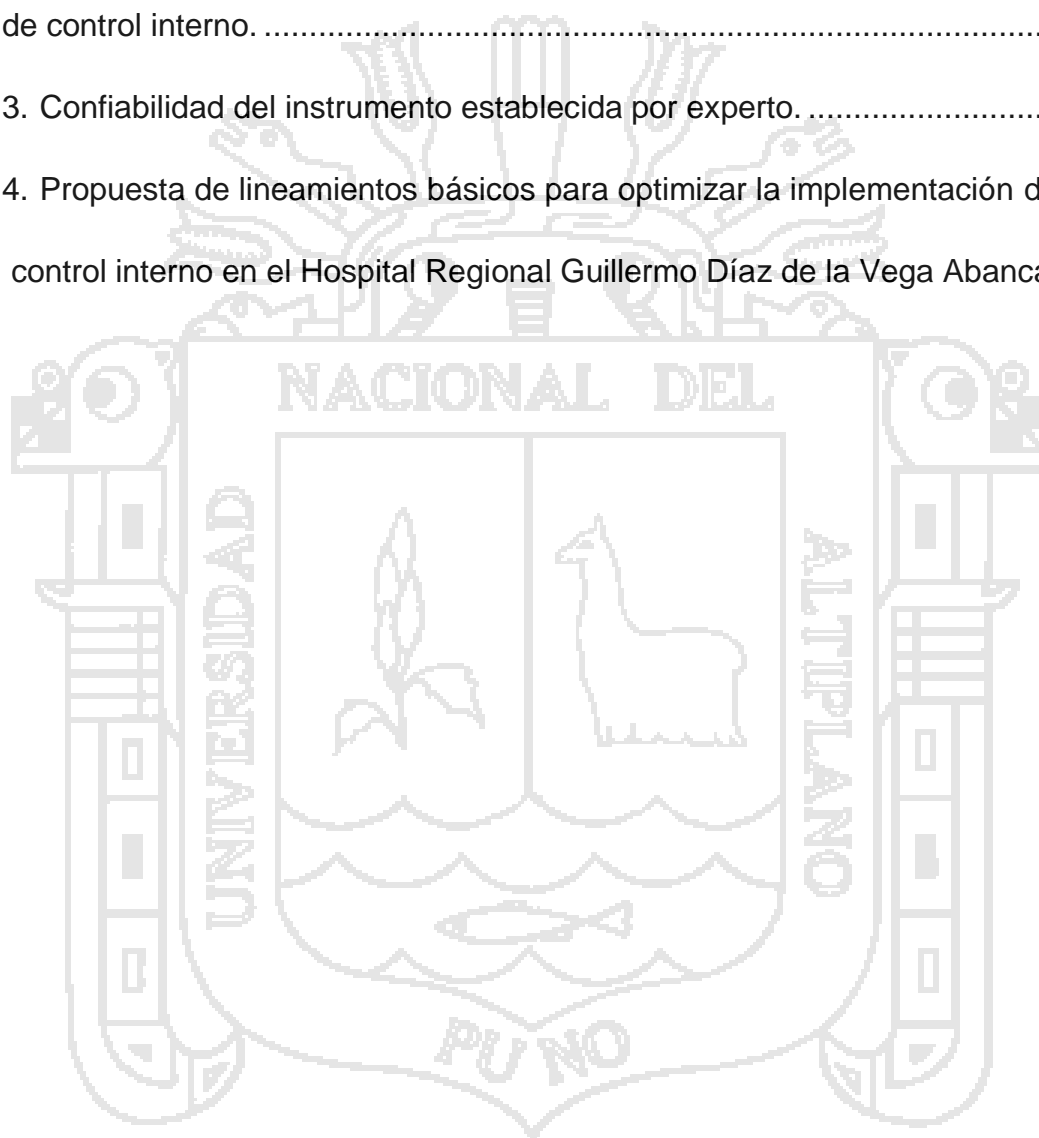 de control interno. ........................................................................................
3. Confiabilidad del instrumento establecida por experto. ..........................
4. Propuesta de lineamientos básicos para optimizar la implementación d
control interno en el Hospital Regional Guillermo Díaz de la Vega Abanca
NACIONAL DEL
UNIVERSIDAD
ALTIPLANO
PUNO